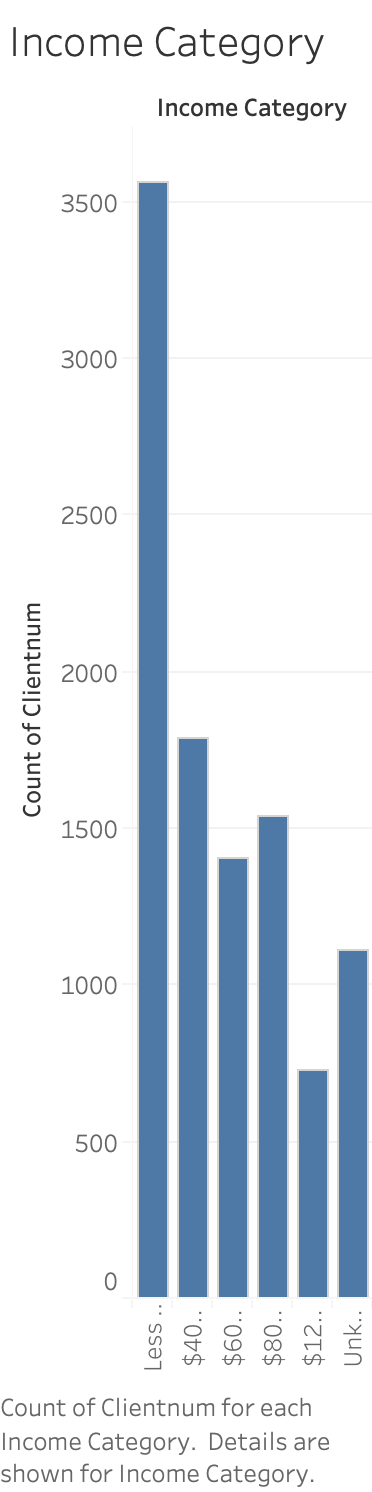 Income Category
Income Category
3500
3000
2500
2000
1500
1000
500
0
Count of Clientnum
Less ..
$40..
$60..
$80..
$12..
Unk..
Count of Clientnum for each
Income Category.  Details are
shown for Income Category.